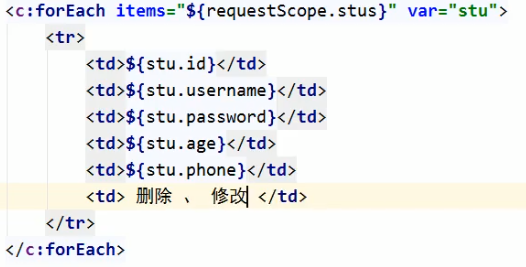 <c:forEach items="${requestScope.stus}" var="stu">
<tr>
<td>${stu.id}</td>
<td>${stu.username}</td>
<td>${stu.password}</td>
<td>${stu.age}</td>
<td>${stu.phone}</td>
<td> 删除 、 修改 </td>
</tr>
</c:forEach>